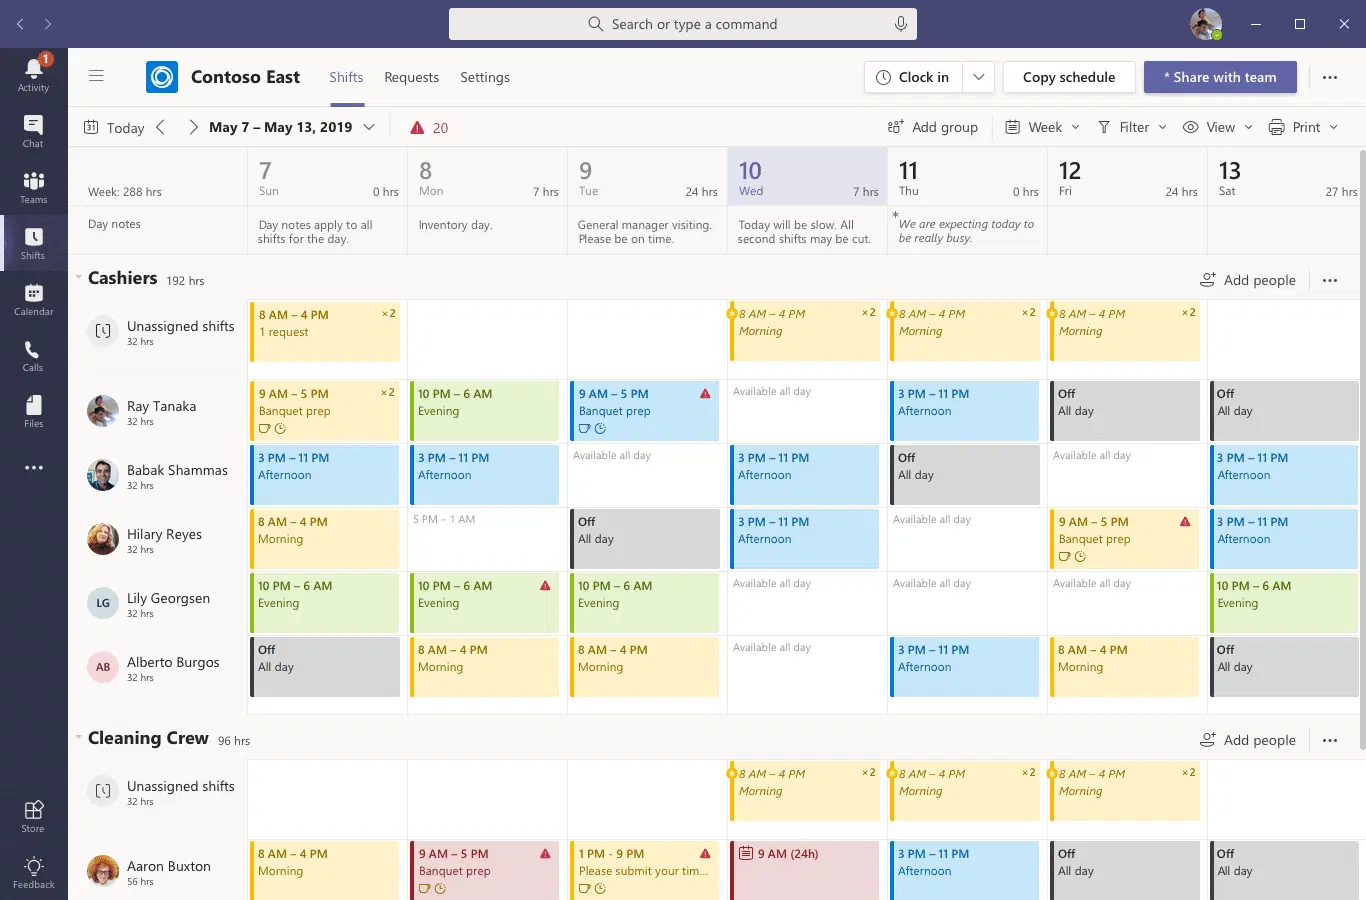 Search or type a command
1
Activity
Chat
Teams
Shifts
Calendar
Calls
Files
Store
Feedback
Contoso East
Shifts
Requests
Settings
Clock in
Copy schedule
* Share with team
Today
May 7 – May 13, 2019
20
Add group
Week
Filter
View
Print
Week: 288 hrs
7
Sun
0 hrs
8
Mon
7 hrs
9
Tue
24 hrs
10
Wed
7 hrs
11
Thu
0 hrs
12
Fri
24 hrs
13
Sat
27 hrs
Day notes
Day notes apply to all
shifts for the day.
Inventory day.
General manager visiting.
Please be on time.
Today will be slow. All
second shifts may be cut.
*
We are expecting today to
be really busy.
Cashiers 192 hrs
Add people
Unassigned shifts
32 hrs
8 AM – 4 PM ×2
1 request
8 AM – 4 PM ×2
Morning
8 AM – 4 PM ×2
Morning
8 AM – 4 PM ×2
Morning
Ray Tanaka
32 hrs
9 AM – 5 PM ×2
Banquet prep
10 PM – 6 AM
Evening
9 AM – 5 PM
Banquet prep
Available all day
3 PM – 11 PM
Afternoon
Off
All day
Off
All day
Babak Shammas
32 hrs
3 PM – 11 PM
Afternoon
3 PM – 11 PM
Afternoon
Available all day
3 PM – 11 PM
Afternoon
Off
All day
Available all day
3 PM – 11 PM
Afternoon
Hilary Reyes
32 hrs
8 AM – 4 PM
Morning
5 PM – 1 AM
Off
All day
3 PM – 11 PM
Afternoon
Available all day
9 AM – 5 PM
Banquet prep
3 PM – 11 PM
Afternoon
LG
Lily Georgsen
32 hrs
10 PM – 6 AM
Evening
10 PM – 6 AM
Evening
10 PM – 6 AM
Evening
Available all day
Available all day
Available all day
10 PM – 6 AM
Evening
AB
Alberto Burgos
32 hrs
Off
All day
8 AM – 4 PM
Morning
8 AM – 4 PM
Morning
Available all day
3 PM – 11 PM
Afternoon
8 AM – 4 PM
Morning
Off
All day
Cleaning Crew 96 hrs
Add people
Unassigned shifts
32 hrs
8 AM – 4 PM ×2
Morning
8 AM – 4 PM ×2
Morning
8 AM – 4 PM ×2
Morning
Aaron Buxton
56 hrs
8 AM – 4 PM
Morning
9 AM – 5 PM
Banquet prep
1 PM - 9 PM
Please submit your tim...
9 AM (24h)
3 PM – 11 PM
Afternoon
Off
All day
Off
All day